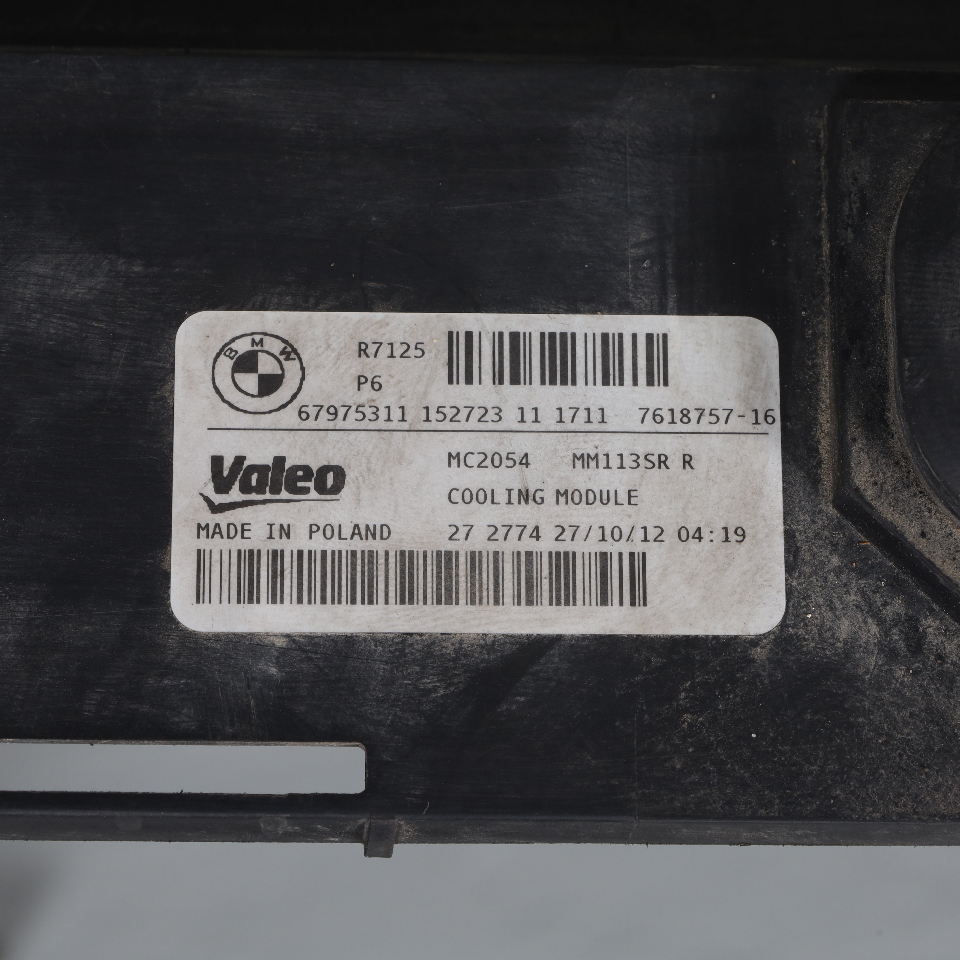 BMW
R7125
P6
67975311 152723 11 1711 7618757-16
Valeo
MC2054 MM113SR R
COOLING MODULE
MADE IN POLAND 27 2774 27/10/12 04:19